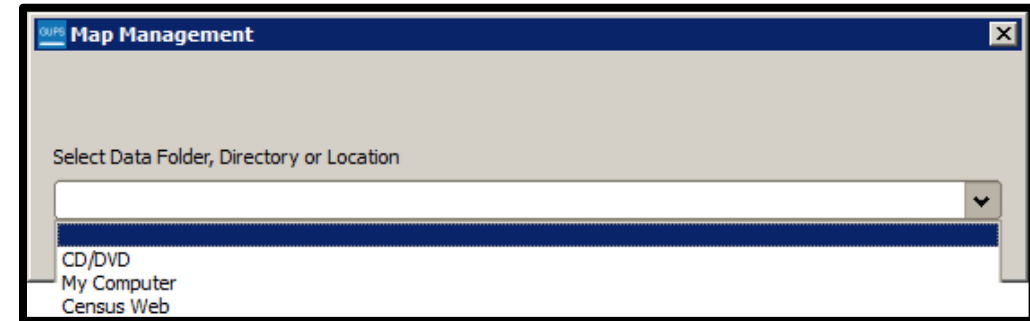 GUPS Map Management
Select Data Folder, Directory or Location
CD/DVD
My Computer
Census Web